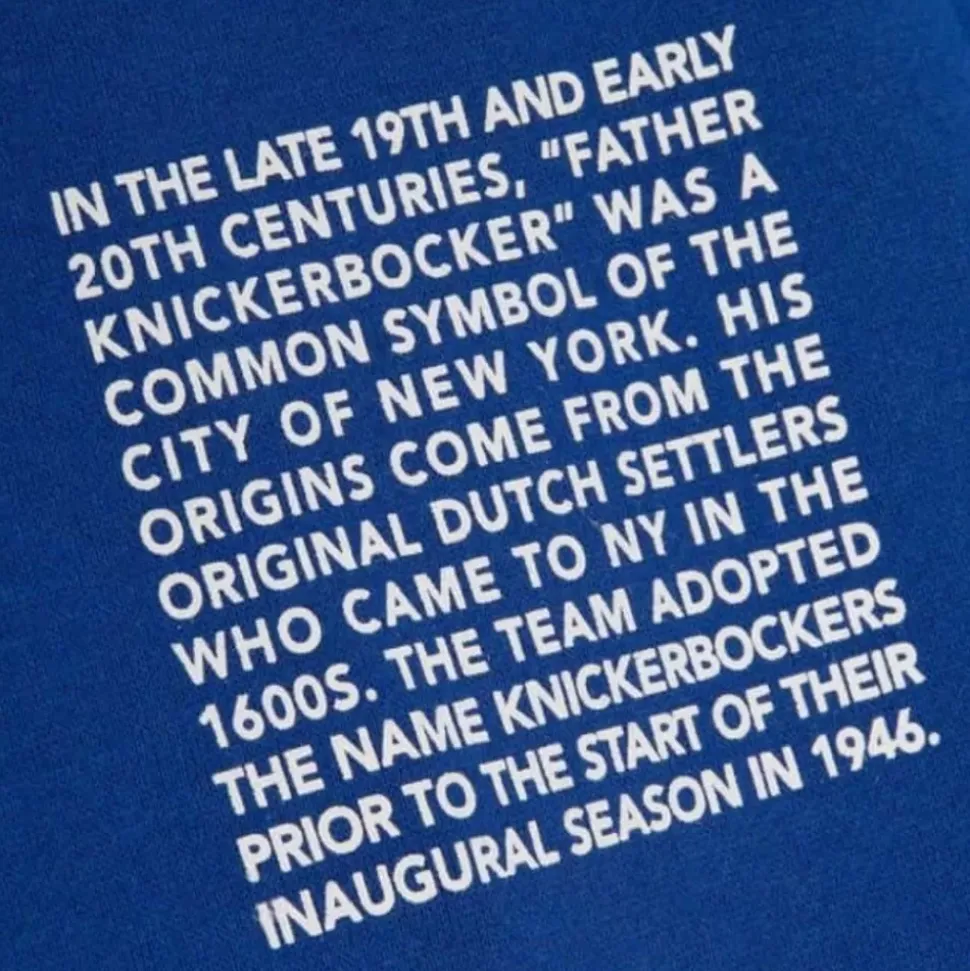 IN THE LATE 19TH AND EARLY
20TH CENTURIES, "FATHER
KNICKERBOCKER" WAS A
COMMON SYMBOL OF THE
CITY OF NEW YORK. HIS
ORIGINS COME FROM THE
ORIGINAL DUTCH SETTLERS
WHO CAME TO NY IN THE
1600S. THE TEAM ADOPTED
THE NAME KNICKERBOCKERS
PRIOR TO THE START OF THEIR
INAUGURAL SEASON IN 1946.